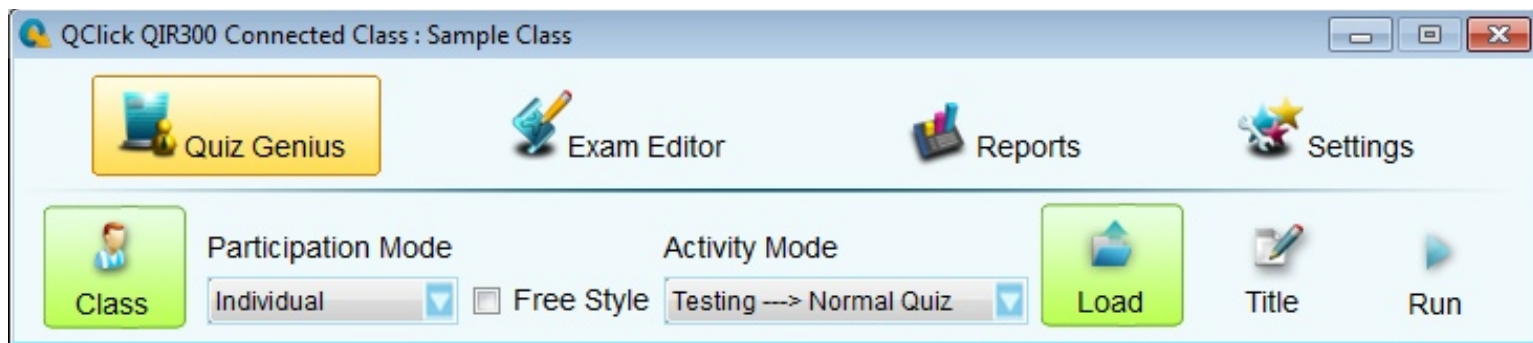 QClick QIR300 Connected Class : Sample Class
Quiz Genius Exam Editor Reports Settings
Participation Mode Activity Mode
Class Individual Free Style Testing ---> Normal Quiz Load Title Run